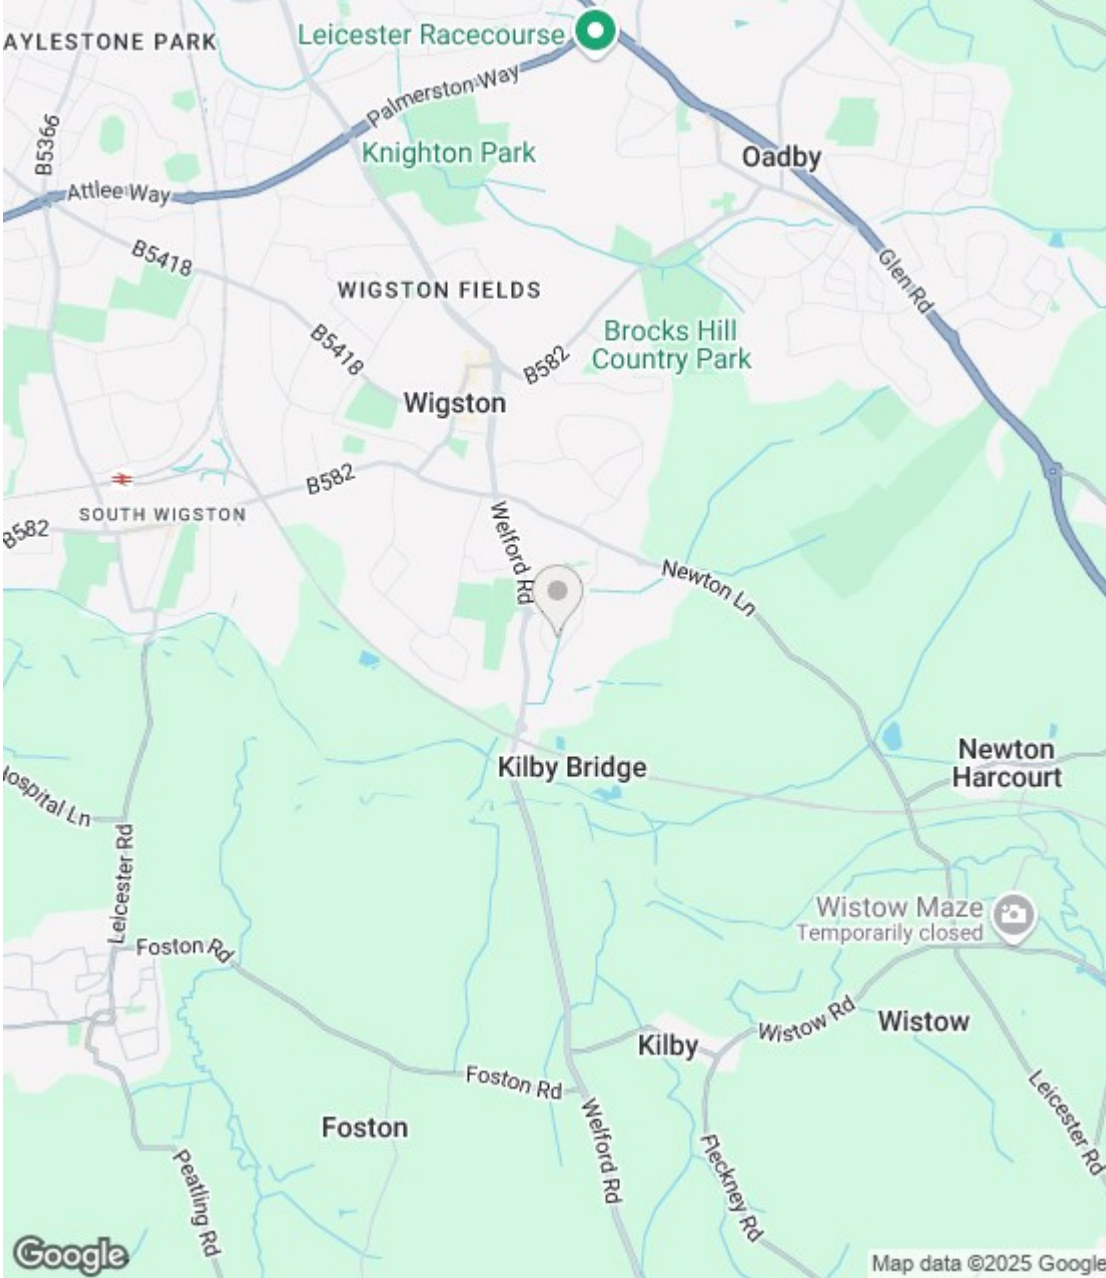 Leicester Racecourse
AYLESTONE PARK
Palmerston Way
B5366
Knighton Park
Oadby
Attlee Way
B5418
Glen Rd
WIGSTON FIELDS
B5418
Brocks Hill
Country Park
B582
Wigston
B582
SOUTH WIGSTON
B582
Welford Rd
Newton Ln
Newton
Harcourt
Kilby Bridge
Hospital Ln
Leicester Rd
Wistow Maze
Temporarily closed
Foston Rd
Wistow Rd
Wistow
Kilby
Foston Rd
Leicester Rd
Foston
Welford Rd
Fleckney Rd
Peatling Rd
Google
Map data ©2025 Google